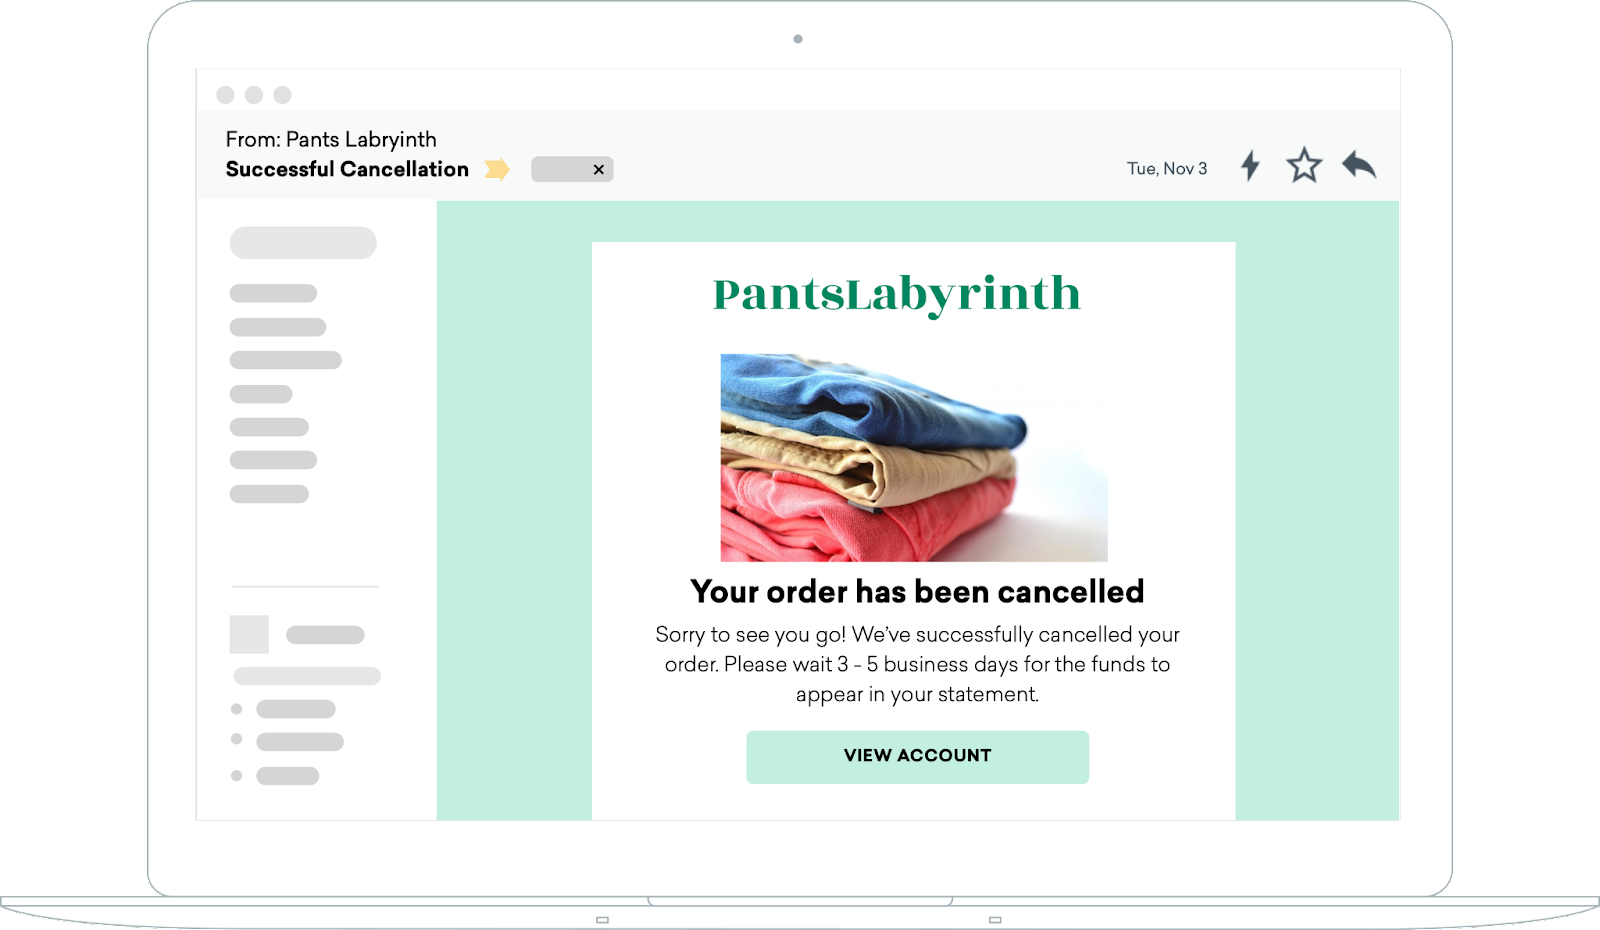 From: Pants Labryinth
Successful Cancellation
×
Tue, Nov 3
PantsLabyrinth
Your order has been cancelled
Sorry to see you go! We’ve successfully cancelled your
order. Please wait 3 - 5 business days for the funds to
appear in your statement.
VIEW ACCOUNT